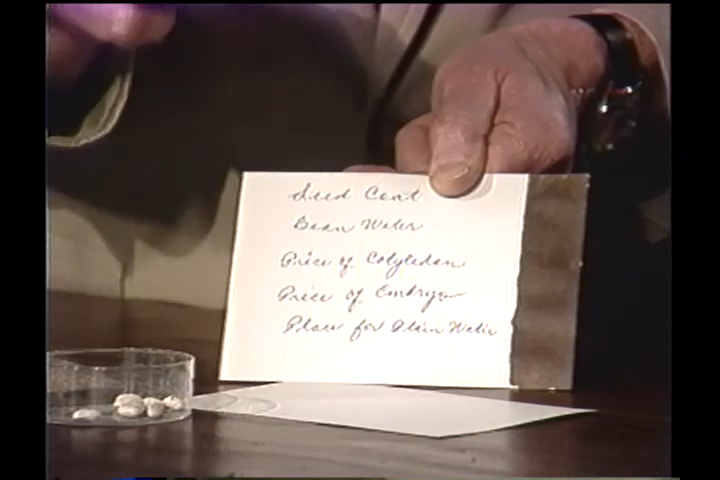 Seed Coat
Bean Water
Piece of Cotyledon
Piece of Embryo
Place for Plain Water